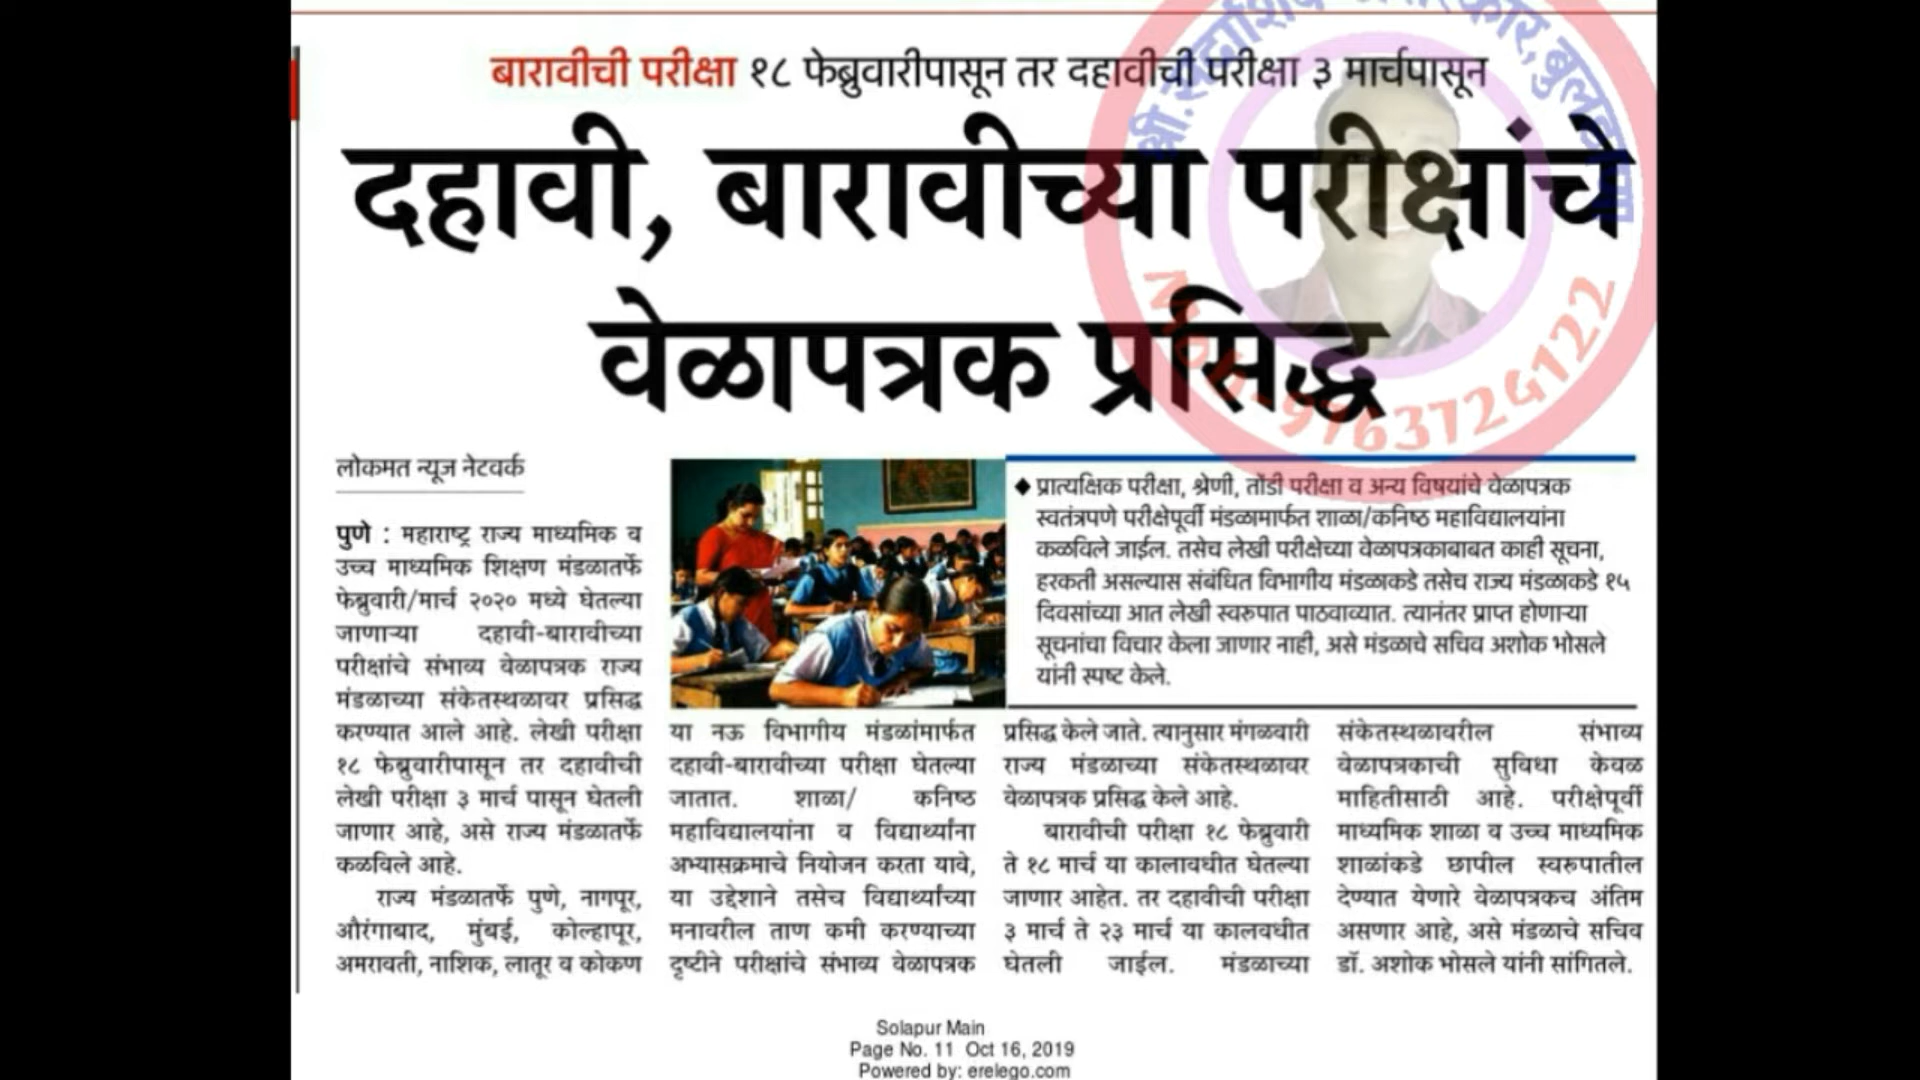 बारावीची परीक्षा १८ फेब्रुवारीपासून तर दहावीची परीक्षा ३ मार्चपासून
दहावी, बारावीच्या परीक्षांचे
वेळापत्रक प्रसिद्ध
लोकमत न्यूज नेटवर्क
पुणे : महाराष्ट्र राज्य माध्यमिक व
उच्च माध्यमिक शिक्षण मंडळातर्फे
फेब्रुवारी/मार्च २०२० मध्ये घेतल्या
जाणाऱ्या दहावी-बारावीच्या
परीक्षांचे संभाव्य वेळापत्रक राज्य
मंडळाच्या संकेतस्थळावर प्रसिद्ध
करण्यात आले आहे. लेखी परीक्षा
१८ फेब्रुवारीपासून तर दहावीची
लेखी परीक्षा ३ मार्च पासून घेतली
जाणार आहे, असे राज्य मंडळातर्फे
कळविले आहे.
राज्य मंडळातर्फे पुणे, नागपूर,
औरंगाबाद, मुंबई, कोल्हापूर,
अमरावती, नाशिक, लातूर व कोकण
◆ प्रात्यक्षिक परीक्षा, श्रेणी, तोंडी परीक्षा व अन्य विषयांचे वेळापत्रक
स्वतंत्रपणे परीक्षेपूर्वी मंडळामार्फत शाळा/कनिष्ठ महाविद्यालयांना
कळविले जाईल. तसेच लेखी परीक्षेच्या वेळापत्रकाबाबत काही सूचना,
हरकती असल्यास संबंधित विभागीय मंडळाकडे तसेच राज्य मंडळाकडे १५
दिवसांच्या आत लेखी स्वरुपात पाठवाव्यात. त्यानंतर प्राप्त होणाऱ्या
सूचनांचा विचार केला जाणार नाही, असे मंडळाचे सचिव अशोक भोसले
यांनी स्पष्ट केले.
या नऊ विभागीय मंडळांमार्फत
दहावी-बारावीच्या परीक्षा घेतल्या
जातात. शाळा/ कनिष्ठ
महाविद्यालयांना व विद्यार्थ्यांना
अभ्यासक्रमाचे नियोजन करता यावे,
या उद्देशाने तसेच विद्यार्थ्यांच्या
मनावरील ताण कमी करण्याच्या
दृष्टीने परीक्षांचे संभाव्य वेळापत्रक
प्रसिद्ध केले जाते. त्यानुसार मंगळवारी
राज्य मंडळाच्या संकेतस्थळावर
वेळापत्रक प्रसिद्ध केले आहे.
बारावीची परीक्षा १८ फेब्रुवारी
ते १८ मार्च या कालावधीत घेतल्या
जाणार आहेत. तर दहावीची परीक्षा
३ मार्च ते २३ मार्च या कालवधीत
घेतली जाईल. मंडळाच्या
संकेतस्थळावरील संभाव्य
वेळापत्रकाची सुविधा केवळ
माहितीसाठी आहे. परीक्षेपूर्वी
माध्यमिक शाळा व उच्च माध्यमिक
शाळांकडे छापील स्वरुपातील
देण्यात येणारे वेळापत्रकच अंतिम
असणार आहे, असे मंडळाचे सचिव
डॉ. अशोक भोसले यांनी सांगितले.
Solapur Main
Page No. 11 Oct 16, 2019
Powered by: erelego.com